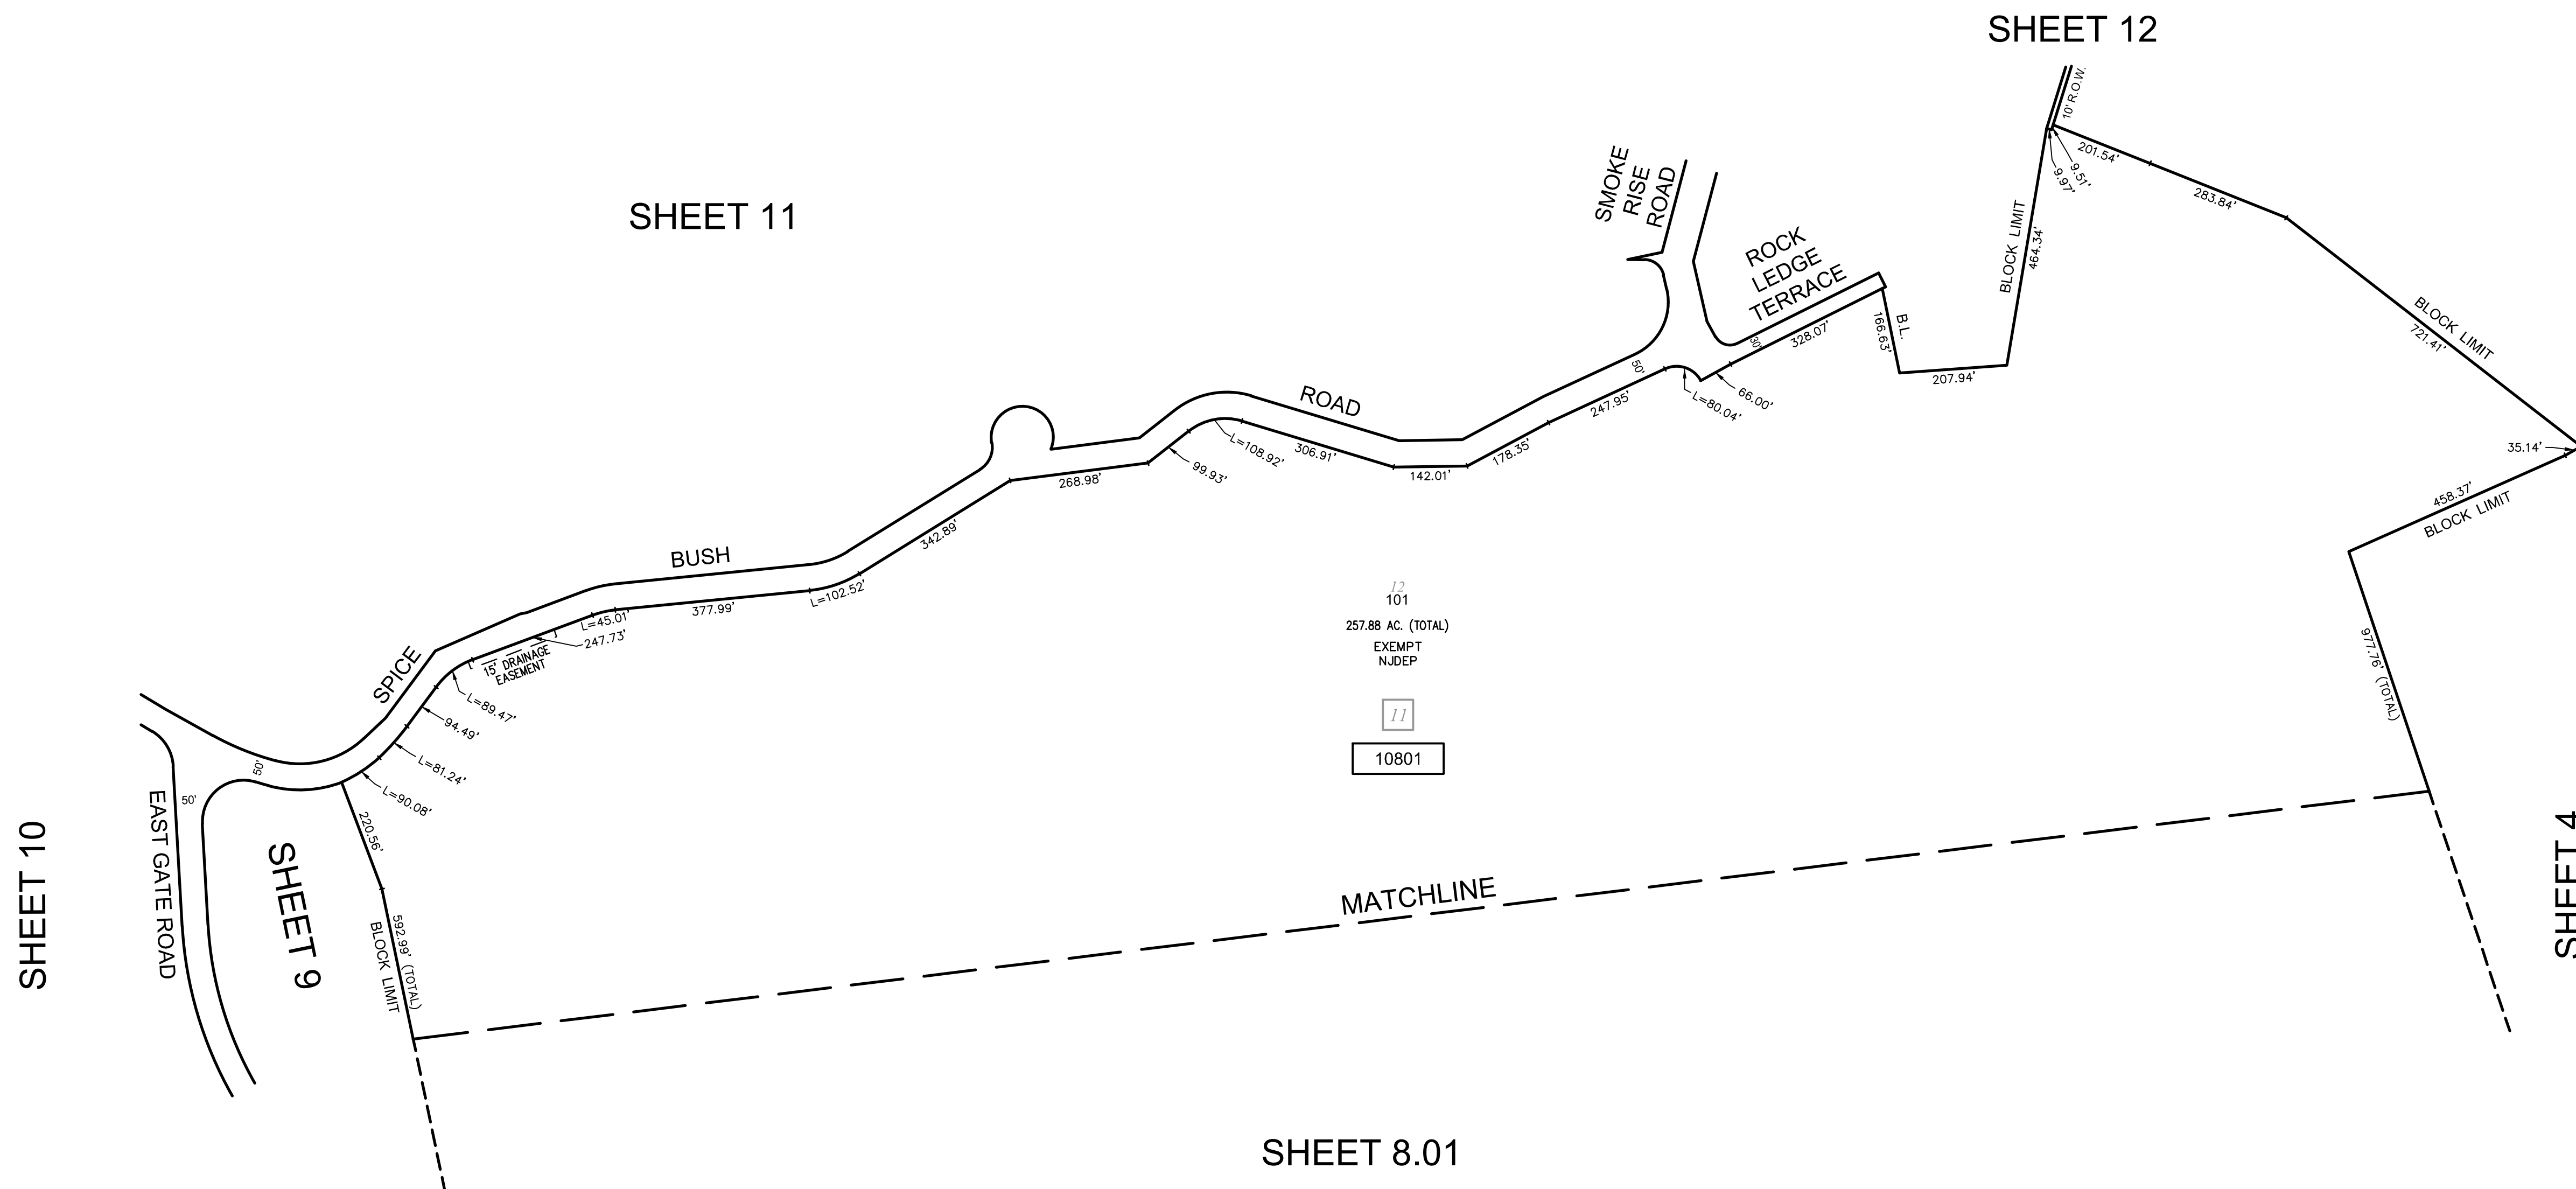 SHEET 12
10' R.O.W.
201.54'
9.51'
9.97'
283.84'
SHEET 11
SMOKE
RISE
ROAD
ROCK
LEDGE
TERRACE
BLOCK LIMIT
464.34'
BLOCK LIMIT
721.41'
30'
328.07'
166.63'
B.L.
207.94'
50'
66.00'
L=80.04'
247.95'
ROAD
178.35'
142.01'
306.91'
L=108.92'
99.93'
268.98'
35.14'
458.37'
BLOCK LIMIT
342.89'
BUSH
L=102.52'
377.99'
L=45.01'
247.73'
15' DRAINAGE
EASEMENT
SPICE
L=89.47'
94.49'
L=81.24'
L=90.08'
12
101
257.88 AC. (TOTAL)
EXEMPT
NJDEP
11
10801
977.76' (TOTAL)
50'
50'
EAST GATE ROAD
220.56'
SHEET 9
592.99' (TOTAL)
BLOCK LIMIT
SHEET 10
MATCHLINE
SHEET 4
SHEET 8.01